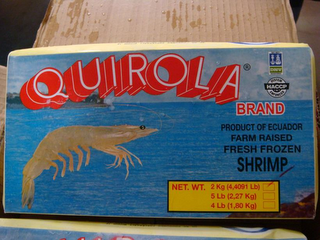 QUIROLA®
HACCP
BRAND
PRODUCT OF ECUADOR
FARM RAISED
FRESH FROZEN
SHRIMP
NET. WT. 2 Kg (4,4091 Lb)
5 Lb (2,27 Kg)
4 Lb (1,80 Kg)
QUIROLA